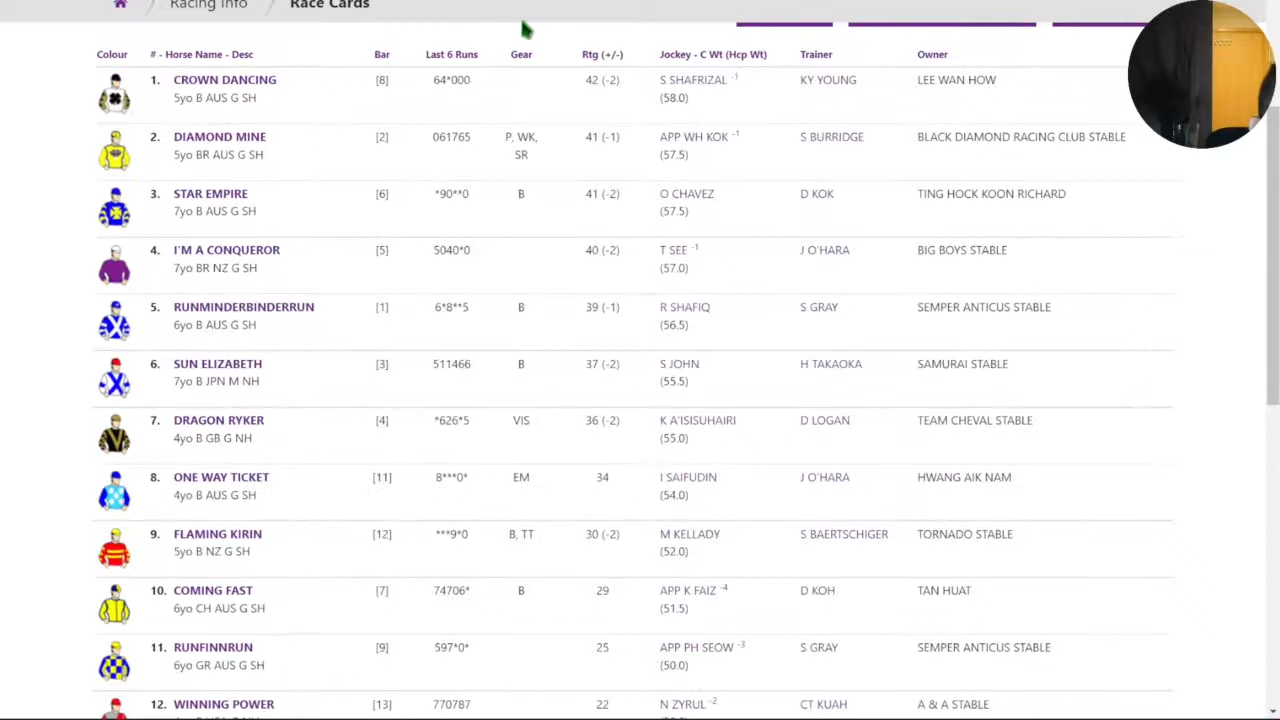 Racing Info Race Cards
Colour # - Horse Name - Desc Bar Last 6 Runs Gear Rtg (+/-) Jockey - C Wt (Hcp Wt) Trainer Owner
1. CROWN DANCING [8] 64*000 42 (-2) S SHAFRIZAL -1 KY YOUNG LEE WAN HOW
5yo B AUS G SH (58.0)
2. DIAMOND MINE [2] 061765 P, WK, 41 (-1) APP WH KOK -1 S BURRIDGE BLACK DIAMOND RACING CLUB STABLE
5yo BR AUS G SH SR (57.5)
3. STAR EMPIRE [6] *90**0 B 41 (-2) O CHAVEZ D KOK TING HOCK KOON RICHARD
7yo B AUS G SH (57.5)
4. I'M A CONQUEROR [5] 5040*0 40 (-2) T SEE -1 J O'HARA BIG BOYS STABLE
7yo BR NZ G SH (57.0)
5. RUNMINDERBINDERRUN [1] 6*8**5 B 39 (-1) R SHAFIQ S GRAY SEMPER ANTICUS STABLE
6yo B AUS G SH (56.5)
6. SUN ELIZABETH [3] 511466 B 37 (-2) S JOHN H TAKAOKA SAMURAI STABLE
7yo B JPN M NH (55.5)
7. DRAGON RYKER [4] *626*5 VIS 36 (-2) K A'ISISUHAIRI D LOGAN TEAM CHEVAL STABLE
4yo B GB G NH (55.0)
8. ONE WAY TICKET [11] 8***0* EM 34 I SAIFUDIN J O'HARA HWANG AIK NAM
4yo B AUS G SH (54.0)
9. FLAMING KIRIN [12] ***9*0 B, TT 30 (-2) M KELLADY S BAERTSCHIGER TORNADO STABLE
5yo B NZ G SH (52.0)
10. COMING FAST [7] 74706* B 29 APP K FAIZ -4 D KOH TAN HUAT
6yo CH AUS G SH (51.5)
11. RUNFINNRUN [9] 597*0* 25 APP PH SEOW -3 S GRAY SEMPER ANTICUS STABLE
6yo GR AUS G SH (50.0)
12. WINNING POWER [13] 770787 22 N ZYRUL -2 CT KUAH A & A STABLE